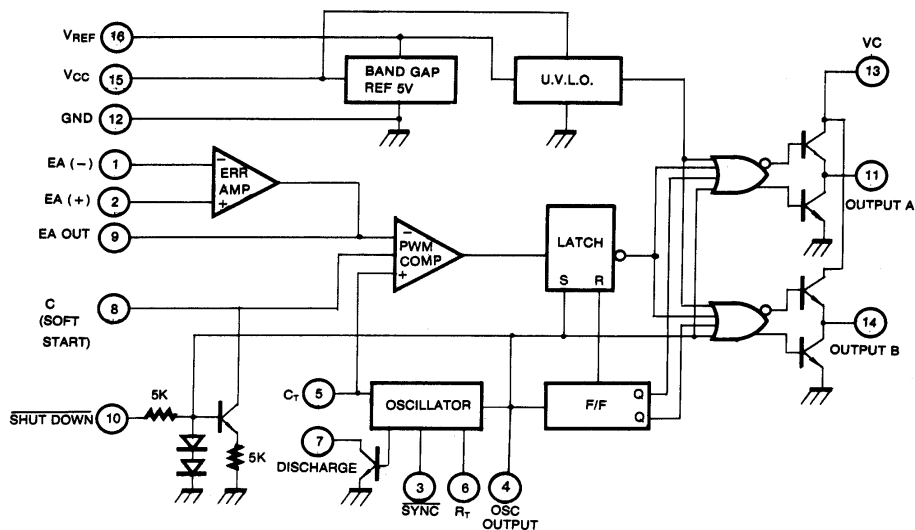 VREF 16
VCC 15
GND 12
EA (−) 1
EA (+) 2
EA OUT 9
C
(SOFT
START)
8
SHUT DOWN 10
5K
5K
BAND GAP
REF 5V
U.V.L.O.
−
ERR
AMP
+
−
PWM
COMP
+
LATCH
S R
CT 5
OSCILLATOR
F/F
Q
Q
7
DISCHARGE
3
SYNC
6
RT
4
OSC
OUTPUT
VC
13
11
OUTPUT A
14
OUTPUT B